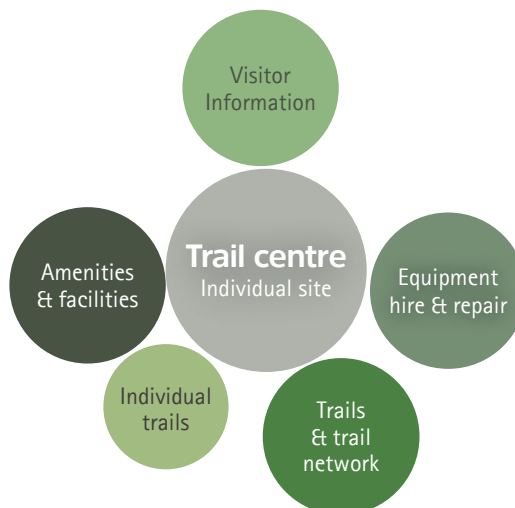 Visitor
Information
Trail centre
Individual site
Amenities
& facilities
Equipment
hire & repair
Individual
trails
Trails
& trail
network